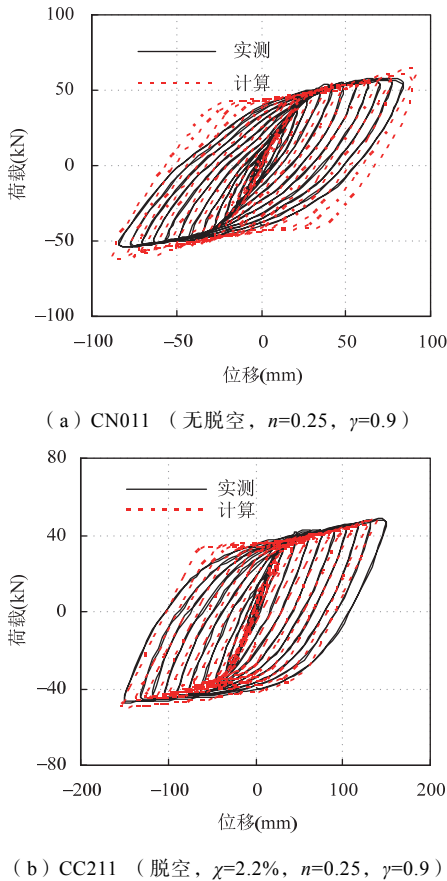 100
实测
计算
50
荷载(kN)
0
−50
−100
−100 −50 0 50 100
位移(mm)
（a）CN011 （无脱空，n=0.25，γ=0.9）
80
实测
计算
40
荷载(kN)
0
−40
−80
−200 −100 0 100 200
位移(mm)
（b）CC211 （脱空，χ=2.2%，n=0.25，γ=0.9）